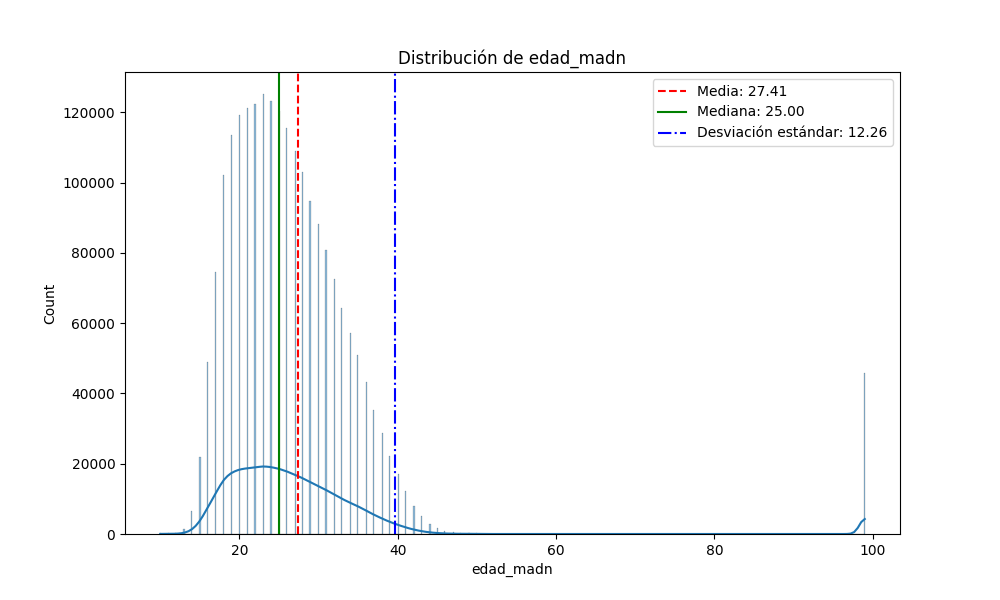 Distribución de edad_madn
Media: 27.41
Mediana: 25.00
Desviación estándar: 12.26
120000
100000
80000
60000
40000
20000
0
Count
20
40
60
80
100
edad_madn